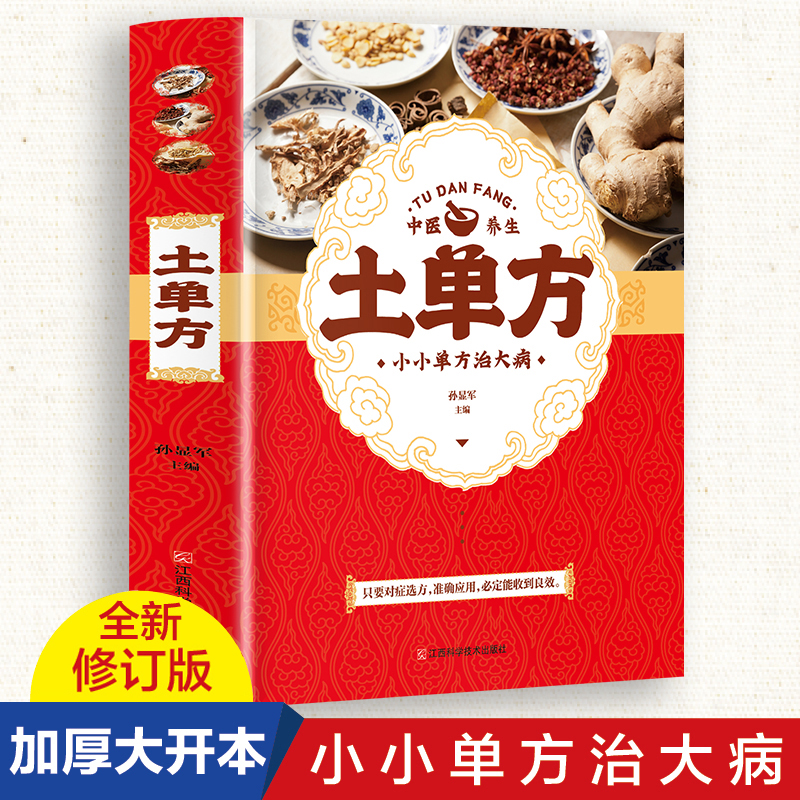 TU DAN FANG
中医 养生
土单方
小小单方治大病
孙显军
主编
只要对症选方,准确应用,必定能收到良效。
江西科学技术出版社
土单方
孙显军
主编
江西科
全新
修订版
加厚大开本
小小单方治大病